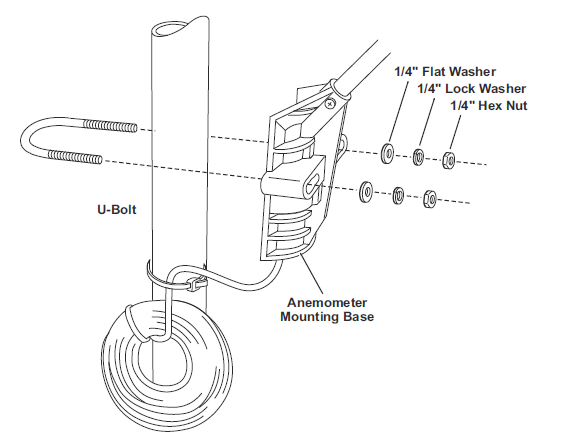 1/4" Flat Washer
1/4" Lock Washer
1/4" Hex Nut
U-Bolt
Anemometer
Mounting Base